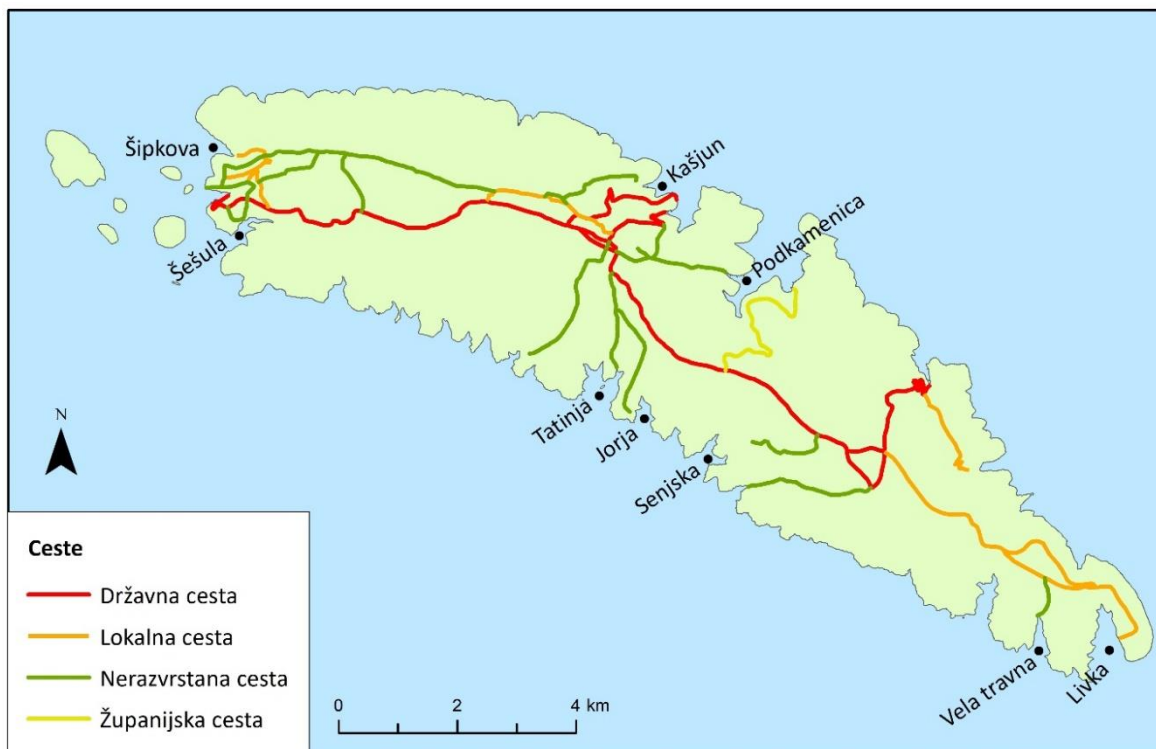 Šipkova
Kašjun
Šešula
Podkamenica
Tatinja
Jorja
Senjska
Vela travna
Livka
N
Ceste
Državna cesta
Lokalna cesta
Nerazvrstana cesta
Županijska cesta
0 2 4 km